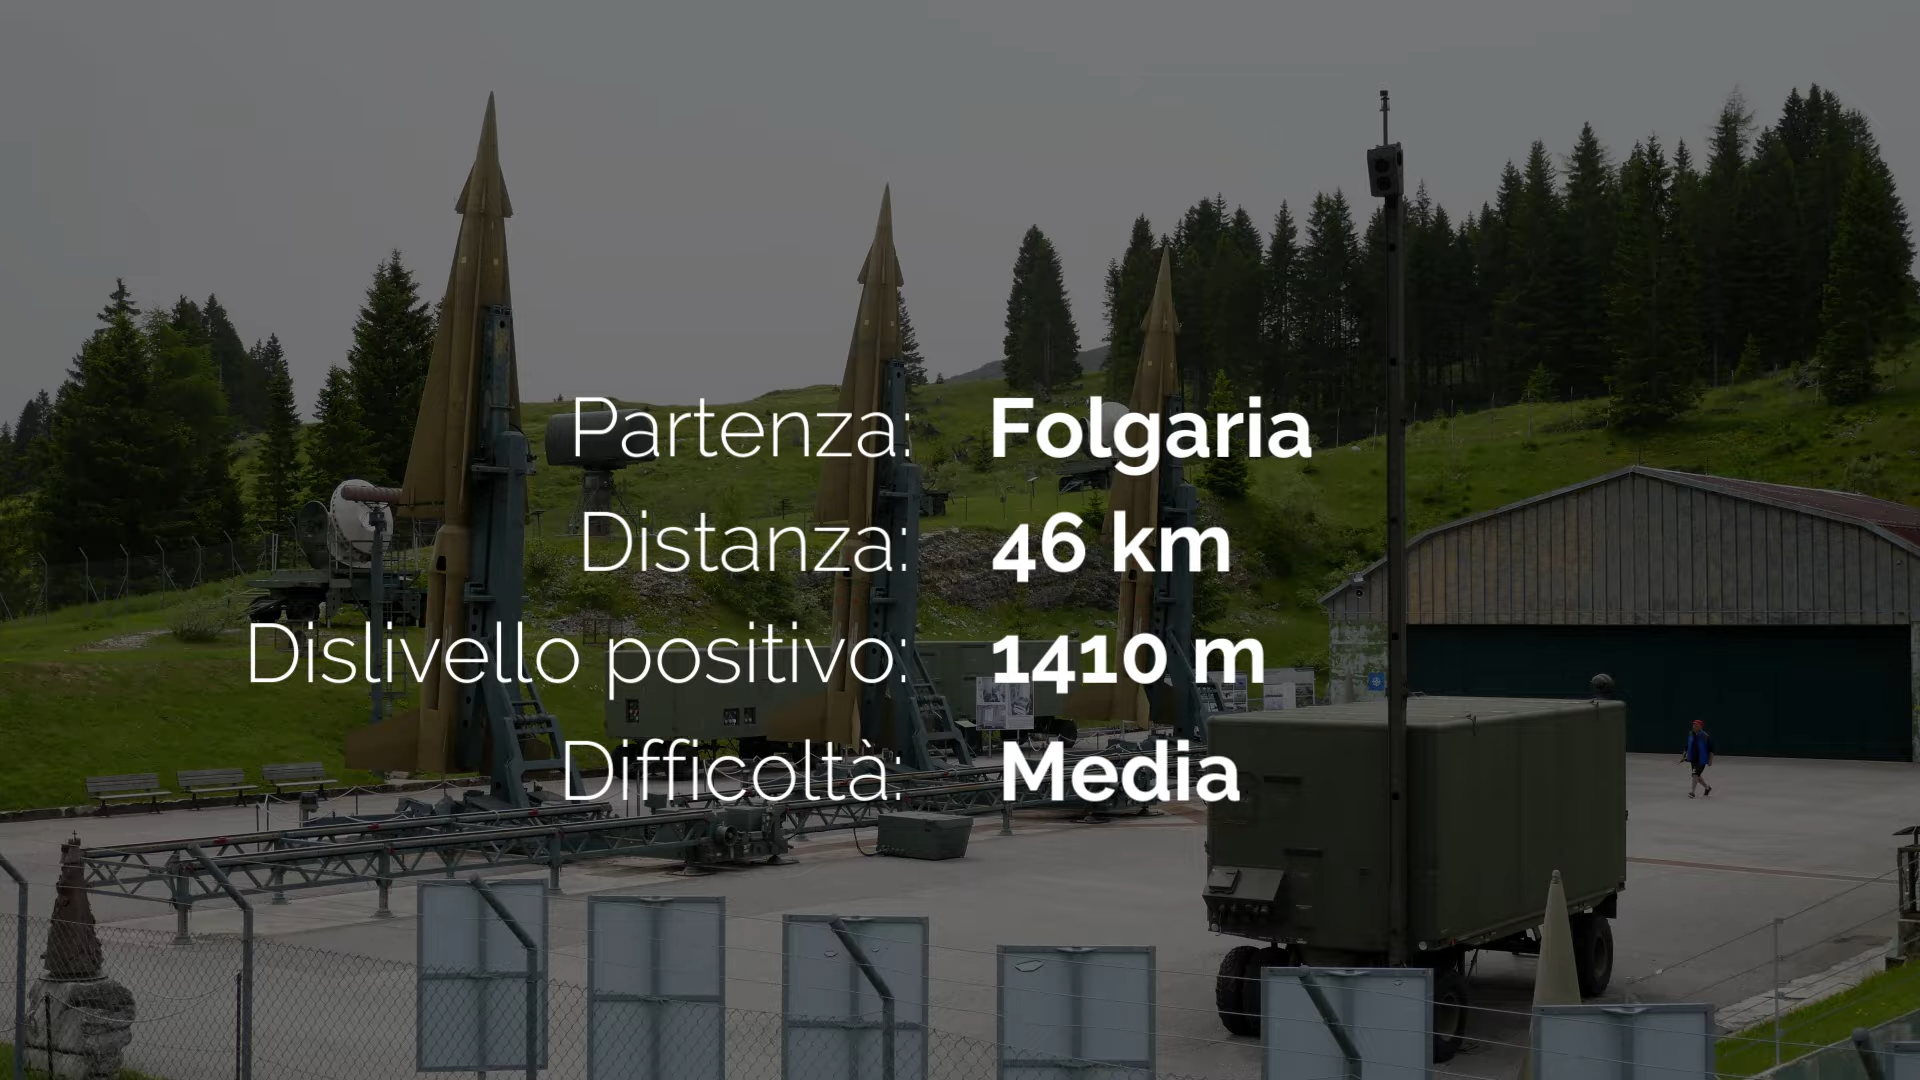 Partenza: Folgaria
Distanza: 46 km
Dislivello positivo: 1410 m
Difficoltà: Media